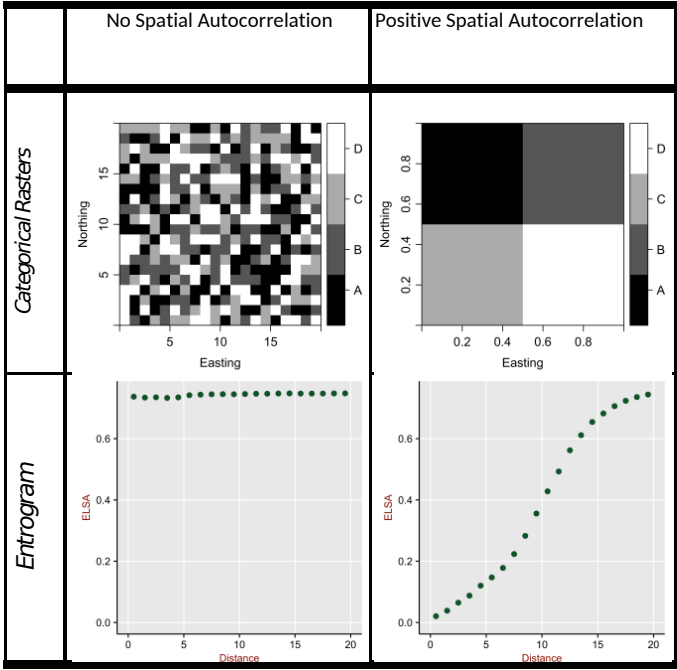 No Spatial Autocorrelation
Positive Spatial Autocorrelation
Categorical Rasters
Northing
5
10
15
5
10
15
Easting
D
C
B
A
Northing
0.2
0.4
0.6
0.8
0.2
0.4
0.6
0.8
Easting
D
C
B
A
Entrogram
ELSA
0.6
0.4
0.2
0.0
0
5
10
15
20
Distance
ELSA
0.6
0.4
0.2
0.0
0
5
10
15
20
Distance